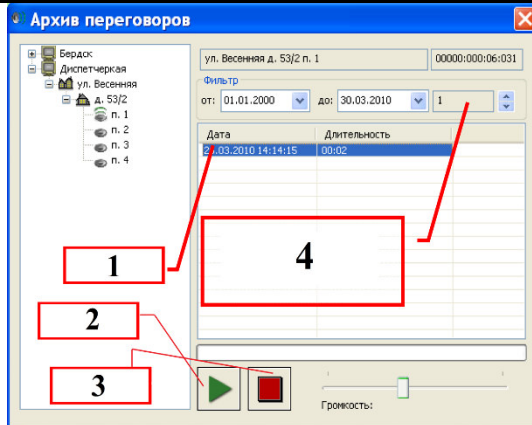 Архив переговоров
Бердск
Диспетчеркая
ул. Весенняя
д. 53/2
п. 1
п. 2
п. 3
п. 4
ул. Весенняя д. 53/2 п. 1
00000:000:06:031
Фильтр
от: 01.01.2000 до: 30.03.2010 1
Дата Длительность
.03.2010 14:14:15 00:02
1
4
2
3
Громкость: